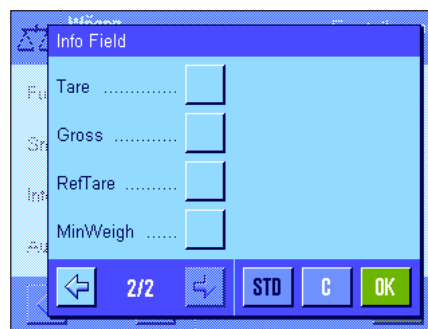 Info Field
Tare .............
Gross ...........
RefTare ..........
MinWeigh ......
2/2
STD
C
OK